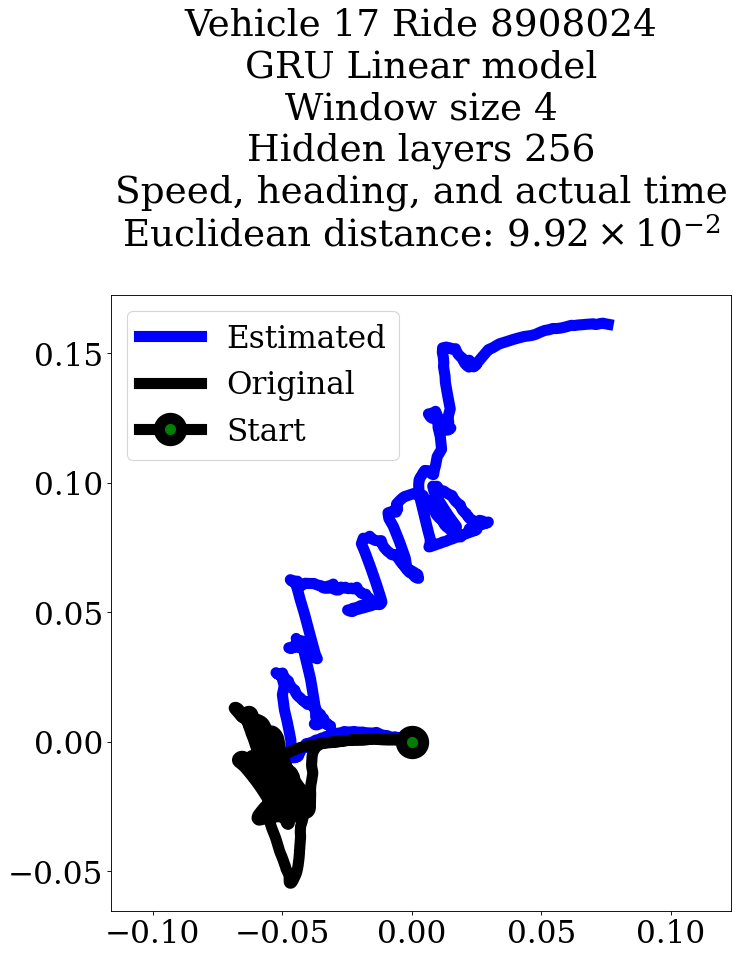 Vehicle 17 Ride 8908024
GRU Linear model
Window size 4
Hidden layers 256
Speed, heading, and actual time
Euclidean distance: 9.92 × 10⁻²
Estimated
Original
Start
0.15
0.10
0.05
0.00
−0.05
−0.10 −0.05 0.00 0.05 0.10